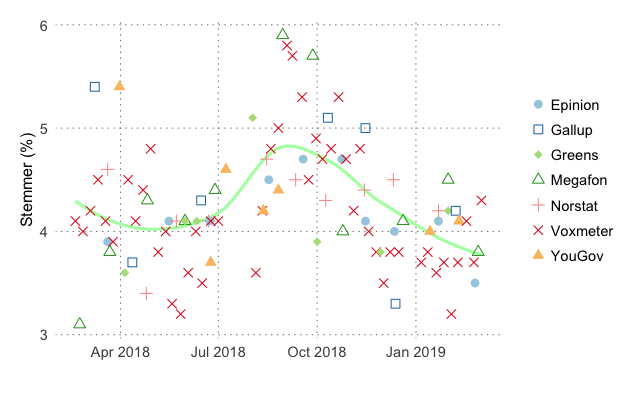 6
5
4
3
Stemmer (%)
Apr 2018
Jul 2018
Oct 2018
Jan 2019
Epinion
Gallup
Greens
Megafon
Norstat
Voxmeter
YouGov